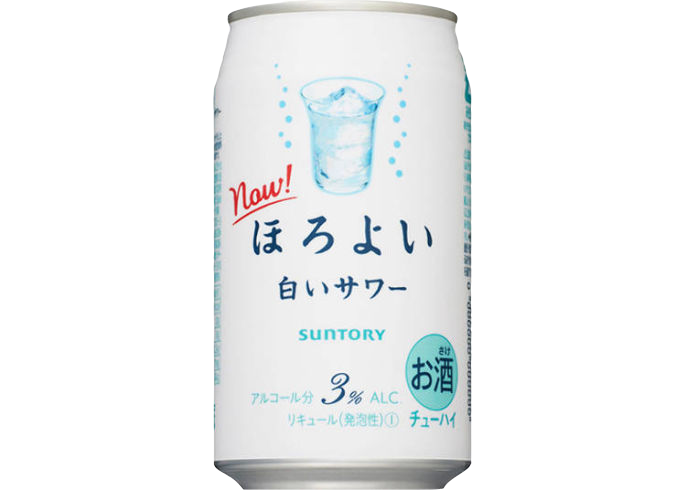 Now!
ほろよい
白いサワー
SUNTORY
さけ
お酒
アルコール分 3% ALC.
チューハイ
リキュール(発泡性)①